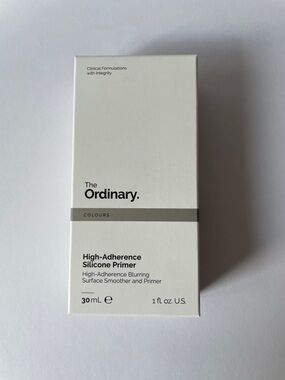 Clinical Formulations
with Integrity
The
Ordinary.
COLOURS
High-Adherence
Silicone Primer
High-Adherence Blurring
Surface Smoother and Primer
30 mL ℮ 1 fl. oz. U.S.